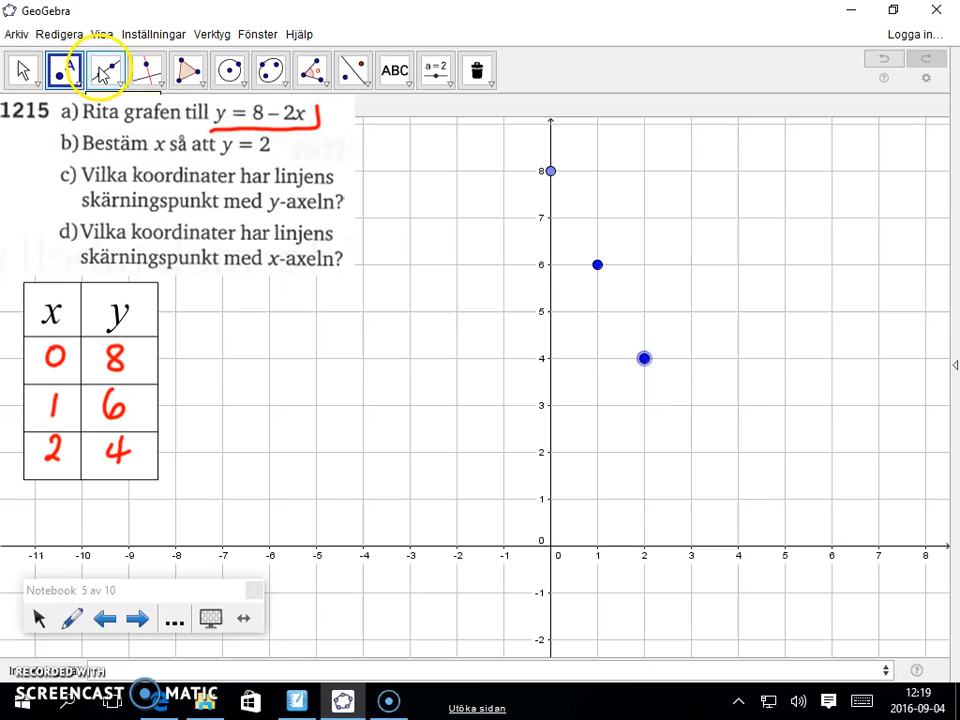 GeoGebra
Arkiv Redigera Visa Inställningar Verktyg Fönster Hjälp
Logga in...
A
ABC
a = 2
1215 a) Rita grafen till y = 8 – 2x
b) Bestäm x så att y = 2
c) Vilka koordinater har linjens
skärningspunkt med y-axeln?
d) Vilka koordinater har linjens
skärningspunkt med x-axeln?
x y
0 8
1 6
2 4
8
7
6
5
4
3
2
1
0
-11 -10 -9 -8 -7 -6 -5 -4 -3 -2 -1 0 1 2 3 4 5 6 7 8
-1
-2
Notebook 5 av 10
RECORDED WITH
SCREENCAST MATIC
Utöka sidan
12:19
2016-09-04